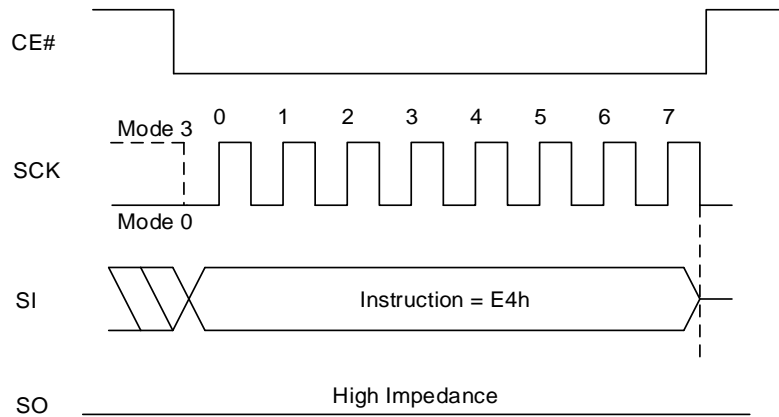 CE#
0 1 2 3 4 5 6 7
Mode 3
SCK
Mode 0
SI
Instruction = E4h
High Impedance
SO